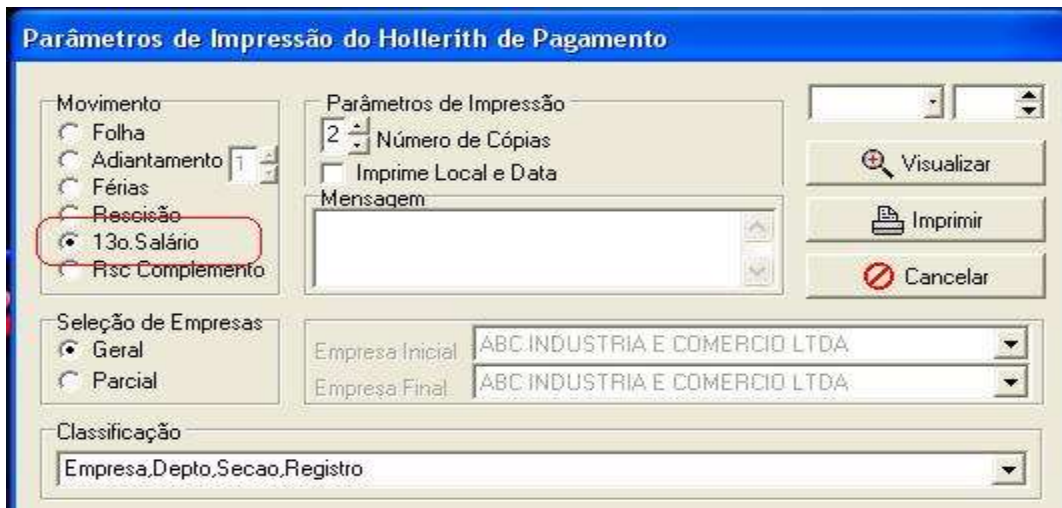 Parâmetros de Impressão do Hollerith de Pagamento
Movimento
Folha
Adiantamento 1
Férias
Rescisão
13o.Salário
Rsc Complemento
Parâmetros de Impressão
2 Número de Cópias
Imprime Local e Data
Mensagem
Visualizar
Imprimir
Cancelar
Seleção de Empresas
Geral
Parcial
Empresa Inicial ABC INDUSTRIA E COMERCIO LTDA
Empresa Final ABC INDUSTRIA E COMERCIO LTDA
Classificação
Empresa,Depto,Secao,Registro